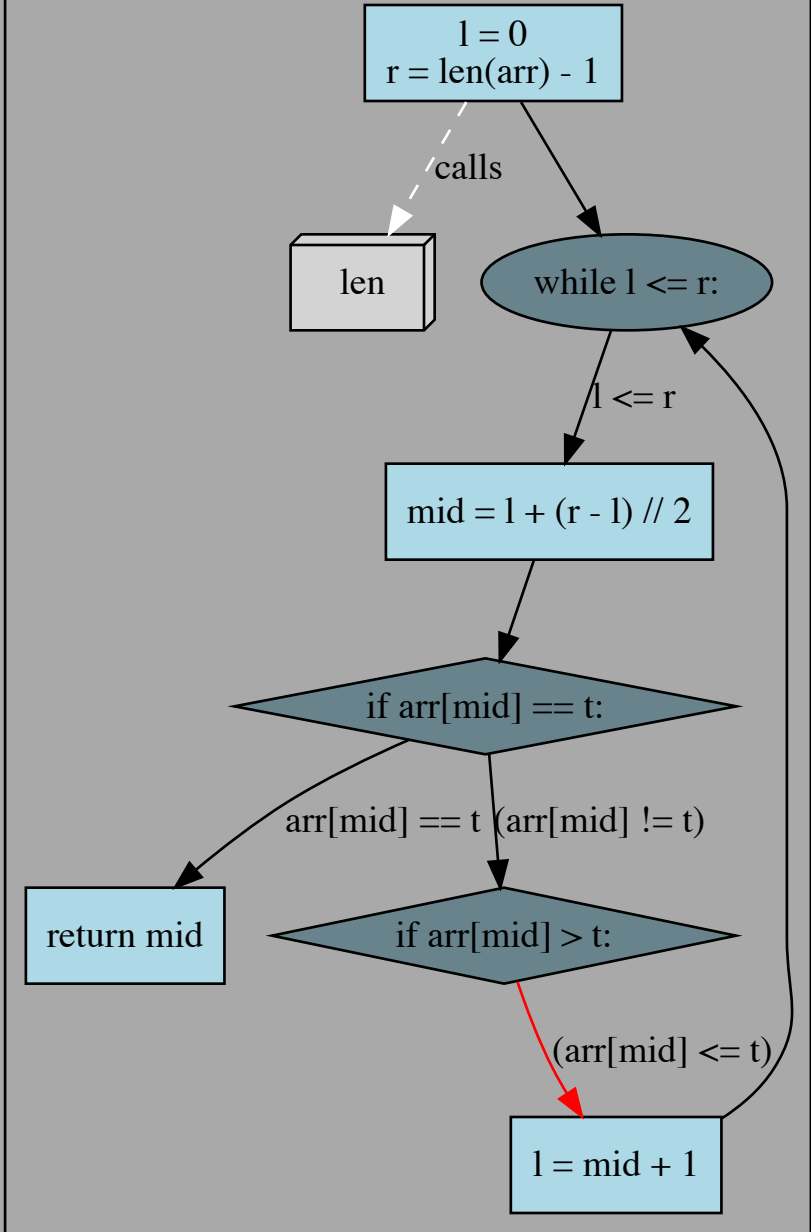 l = 0
r = len(arr) - 1
calls
len
while l <= r:
l <= r
mid = l + (r - l) // 2
if arr[mid] == t:
arr[mid] == t
(arr[mid] != t)
return mid
if arr[mid] > t:
(arr[mid] <= t)
l = mid + 1